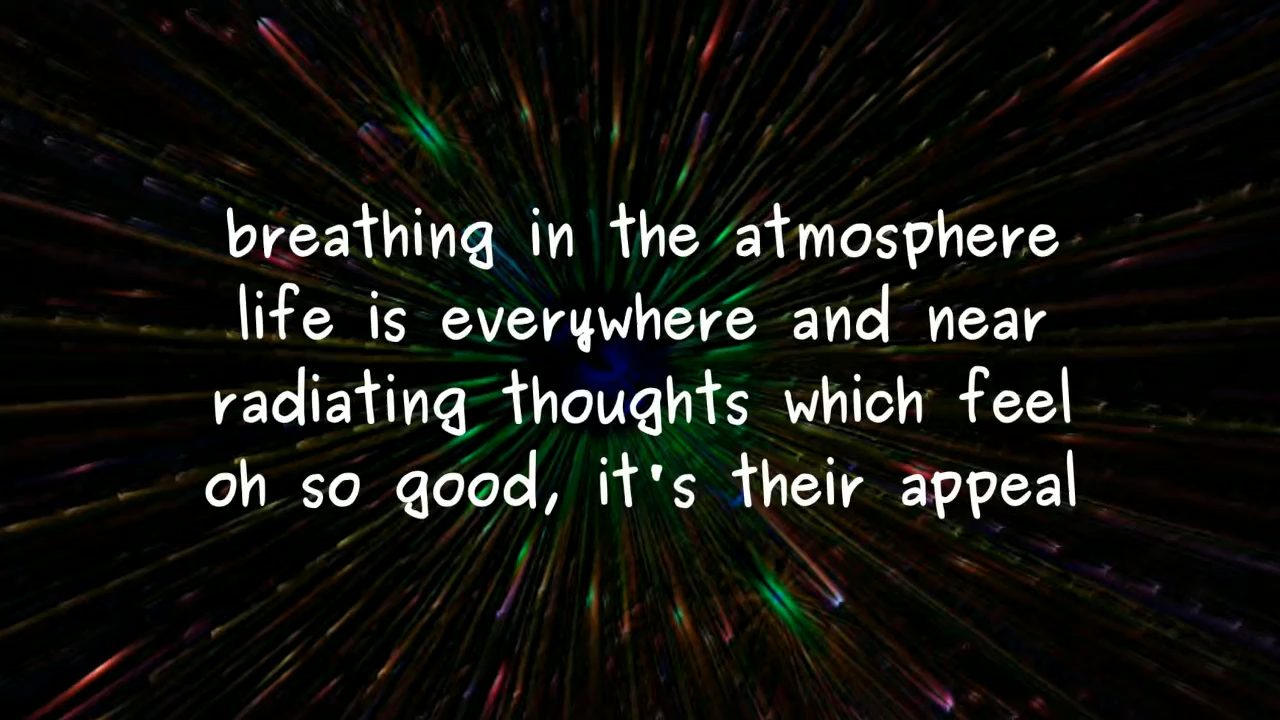 breathing in the atmosphere
life is everywhere and near
radiating thoughts which feel
oh so good, it's their appeal